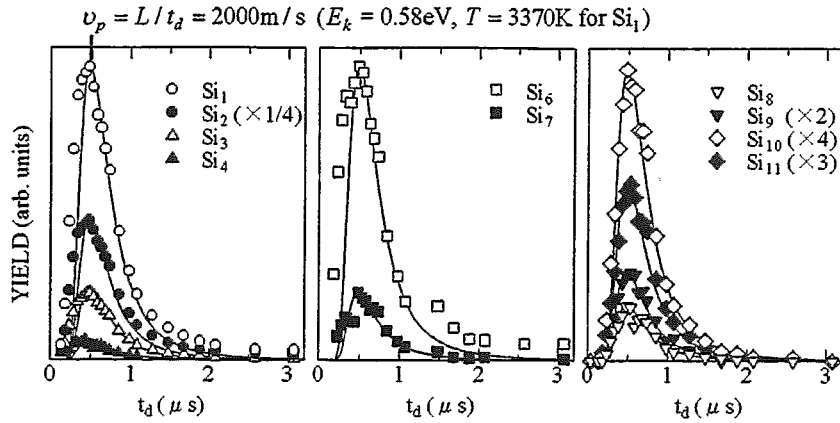 υp = L / td = 2000m / s (Ek = 0.58eV, T = 3370K for Si1)
YIELD (arb. units)
Si1
Si2 (×1/4)
Si3
Si4
0 1 2 3
td ( μ s)
Si6
Si7
0 1 2 3
td ( μ s)
Si8
Si9 (×2)
Si10 (×4)
Si11 (×3)
0 1 2 3
td ( μ s)